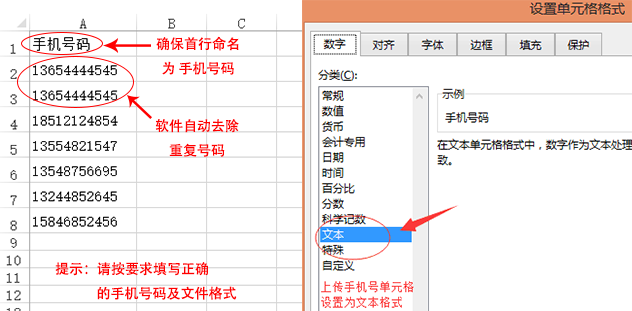 A B C
1 手机号码
确保首行命名
为 手机号码
2 13654444545
3 13654444545
4 18512124854
软件自动去除
重复号码
5 13554821547
6 13548756695
7 13244852645
8 15846852456
9
10
11
12
提示：请按要求填写正确
的手机号码及文件格式
设置单元格格式
数字 对齐 字体 边框 填充 保护
分类(C):
常规
数值
货币
会计专用
日期
时间
百分比
分数
科学记数
文本
特殊
自定义
示例
手机号码
在文本单元格格式中，数字作为文本处理
致。
上传手机号单元格
设置为文本格式